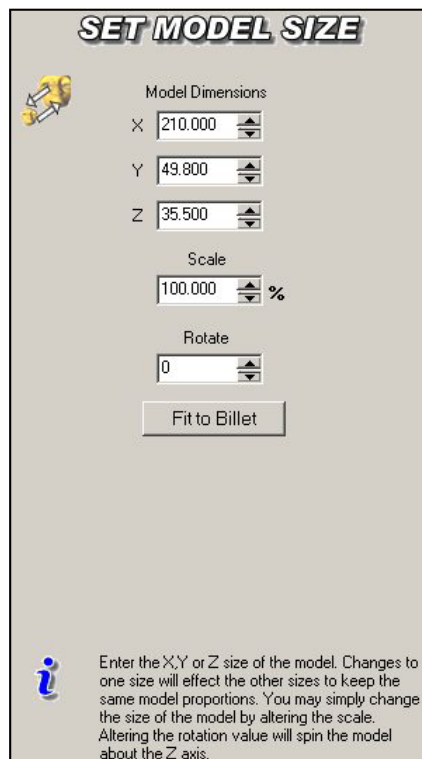 SET MODEL SIZE
Model Dimensions
X 210.000
Y 49.800
Z 35.500
Scale
100.000 %
Rotate
0
Fit to Billet
i
Enter the X,Y or Z size of the model. Changes to
one size will effect the other sizes to keep the
same model proportions. You may simply change
the size of the model by altering the scale.
Altering the rotation value will spin the model
about the Z axis.